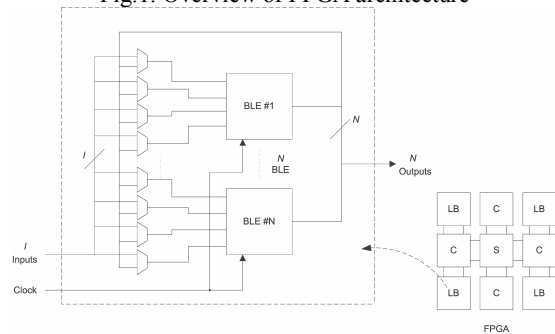 Fig.1. Overview of FPGA architecture
BLE #1
I
N
BLE
N
N
Outputs
BLE #N
I
Inputs
Clock
LB C LB
C S C
LB C LB
FPGA